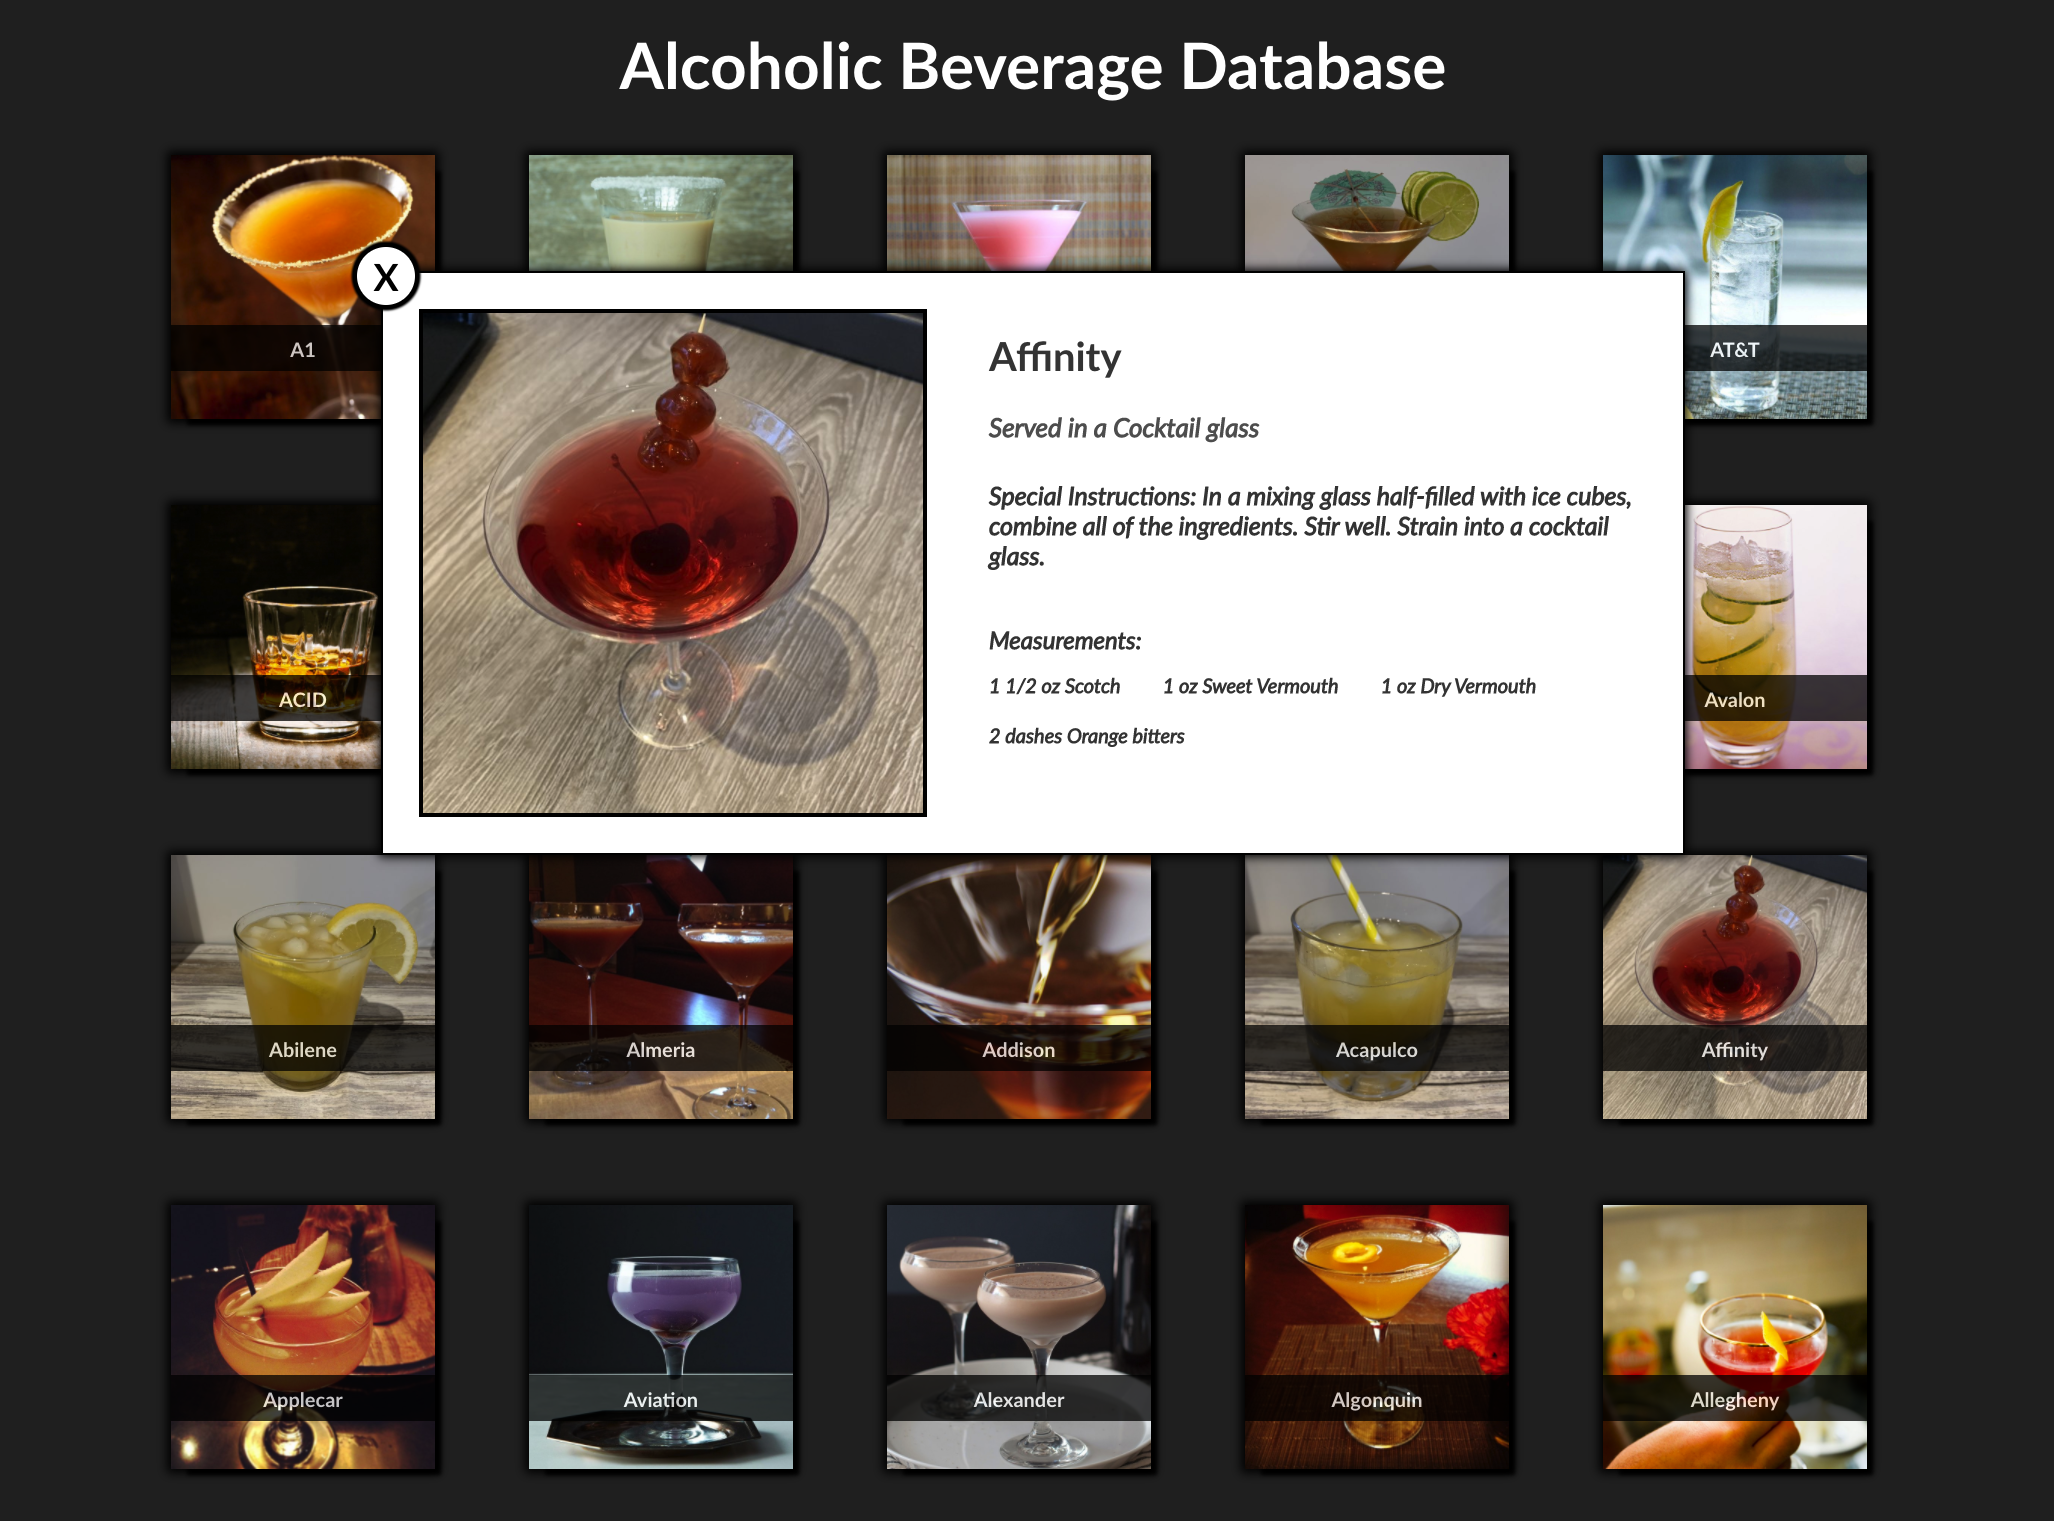 Alcoholic Beverage Database
X
A1
AT&T
Affinity
Served in a Cocktail glass
Special Instructions: In a mixing glass half-filled with ice cubes,
combine all of the ingredients. Stir well. Strain into a cocktail
glass.
Measurements:
1 1/2 oz Scotch 1 oz Sweet Vermouth 1 oz Dry Vermouth
2 dashes Orange bitters
ACID
Avalon
Abilene
Almeria
Addison
Acapulco
Affinity
Applecar
Aviation
Alexander
Algonquin
Allegheny